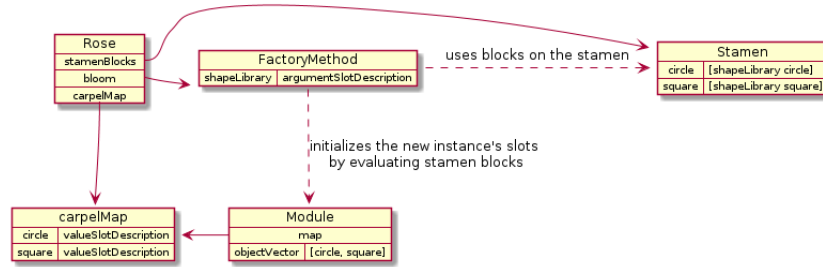 Rose
stamenBlocks
bloom
carpelMap
FactoryMethod
shapeLibrary argumentSlotDescription
uses blocks on the stamen
Stamen
circle [shapeLibrary circle]
square [shapeLibrary square]
initializes the new instance's slots
by evaluating stamen blocks
carpelMap
circle valueSlotDescription
square valueSlotDescription
Module
map
objectVector [circle, square]